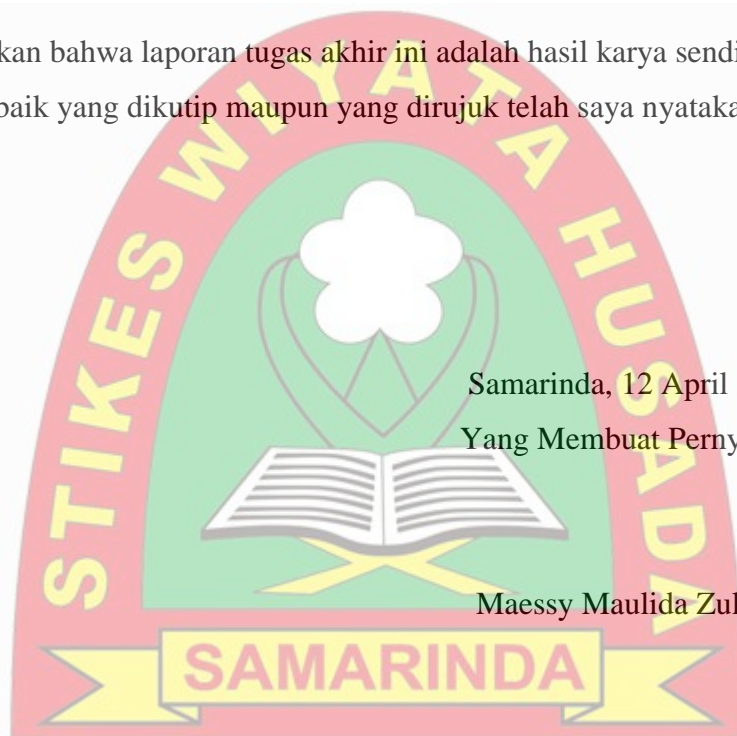 kan bahwa laporan tugas akhir ini adalah hasil karya sendi
baik yang dikutip maupun yang dirujuk telah saya nyataka
STIKES WIYATA HUSADA
Samarinda, 12 April
Yang Membuat Perny
Maessy Maulida Zul
SAMARINDA